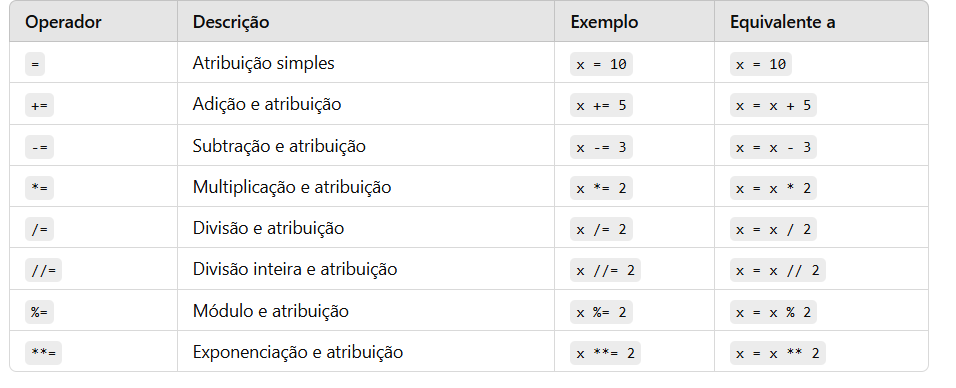 Operador Descrição Exemplo Equivalente a
= Atribuição simples x = 10 x = 10
+= Adição e atribuição x += 5 x = x + 5
-= Subtração e atribuição x -= 3 x = x - 3
*= Multiplicação e atribuição x *= 2 x = x * 2
/= Divisão e atribuição x /= 2 x = x / 2
//= Divisão inteira e atribuição x //= 2 x = x // 2
%= Módulo e atribuição x %= 2 x = x % 2
**= Exponenciação e atribuição x **= 2 x = x ** 2